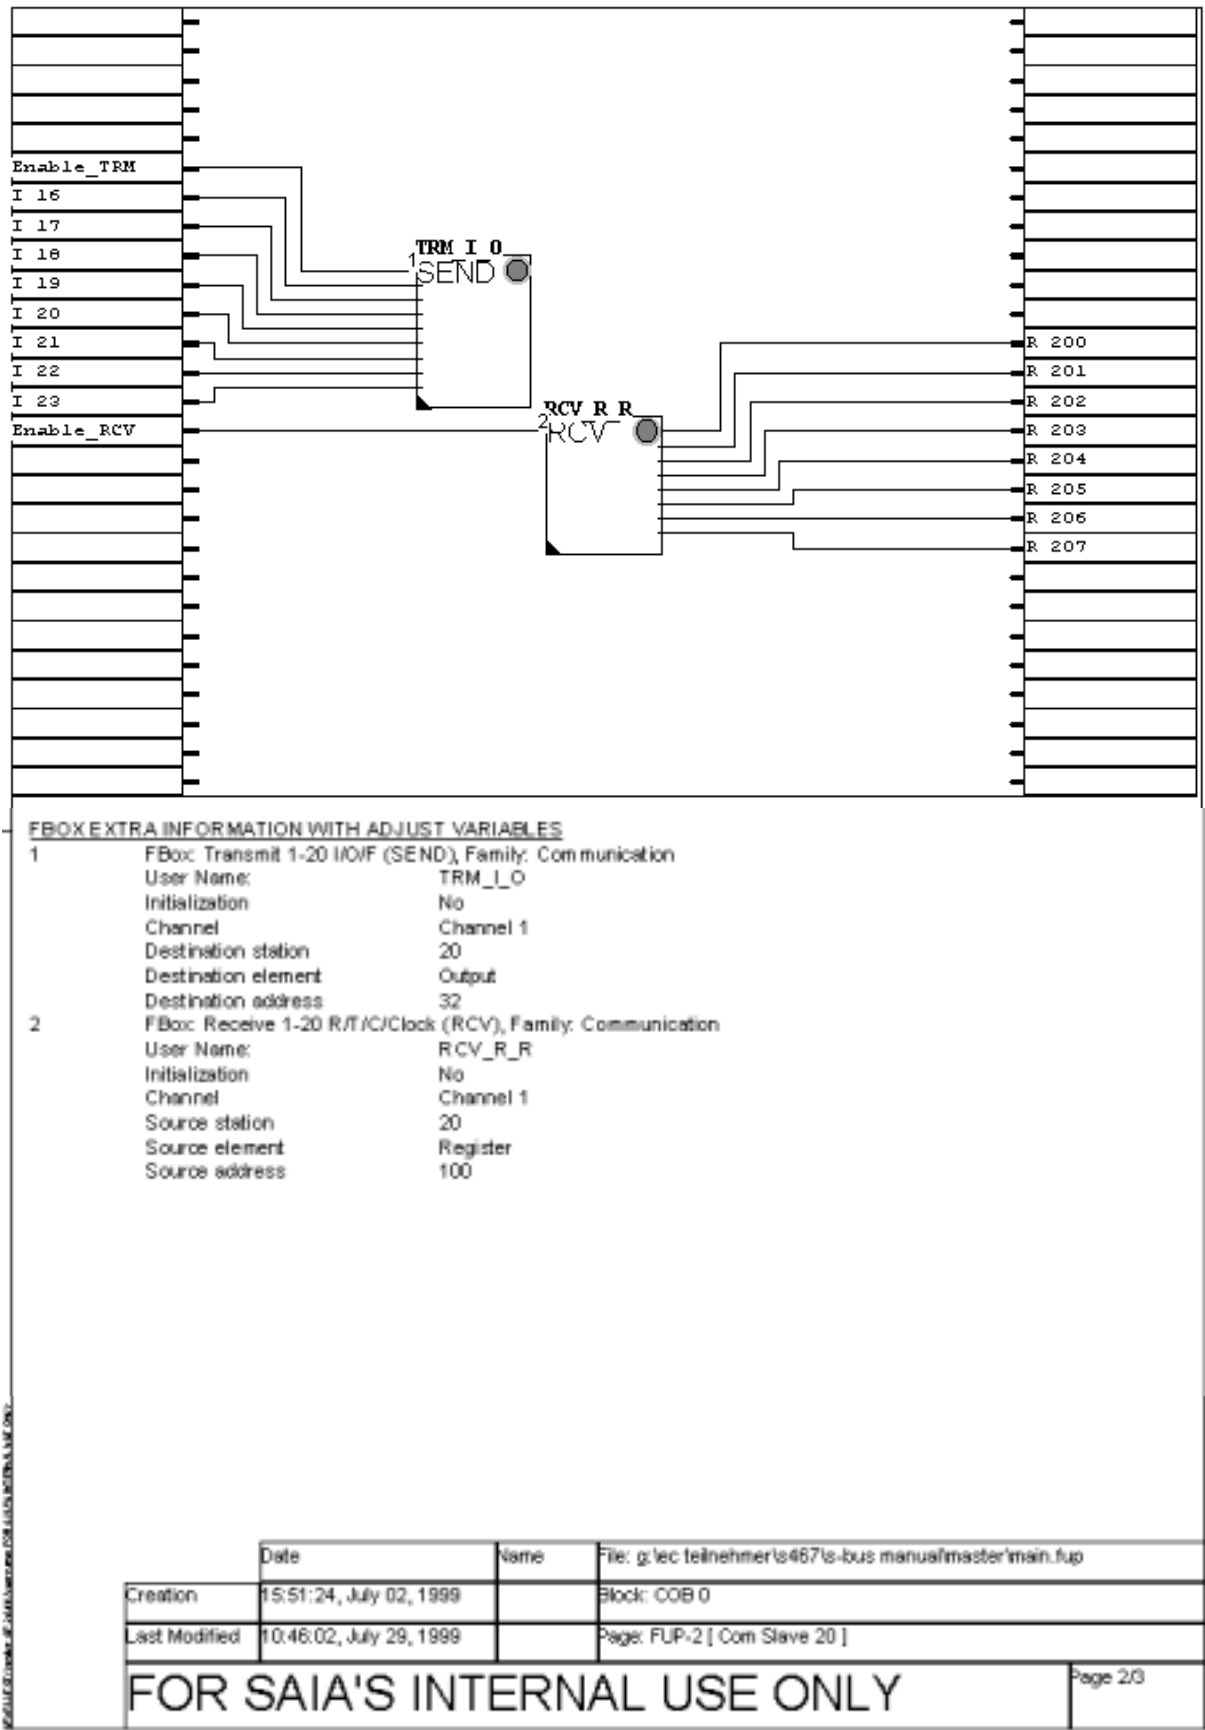 Enable_TRM
I 16
I 17
I 18
I 19
I 20
I 21
I 22
I 23
Enable_RCV
TRM_I_O
1
SEND
RCV_R_R
2
RCV
R 200
R 201
R 202
R 203
R 204
R 205
R 206
R 207
FBOX EXTRA INFORMATION WITH ADJUST VARIABLES
1 FBox: Transmit 1-20 I/O/F (SEND), Family: Communication
User Name: TRM_I_O
Initialization No
Channel Channel 1
Destination station 20
Destination element Output
Destination address 32
2 FBox: Receive 1-20 R/T/C/Clock (RCV), Family: Communication
User Name: RCV_R_R
Initialization No
Channel Channel 1
Source station 20
Source element Register
Source address 100
Date Name File: g:\ec teilnehmer\s467\s-bus manual\master\main.fup
Creation 15:51:24, July 02, 1999 Block: COB 0
Last Modified 10:46:02, July 29, 1999 Page: FUP-2 [ Com Slave 20 ]
FOR SAIA'S INTERNAL USE ONLY Page 2/3